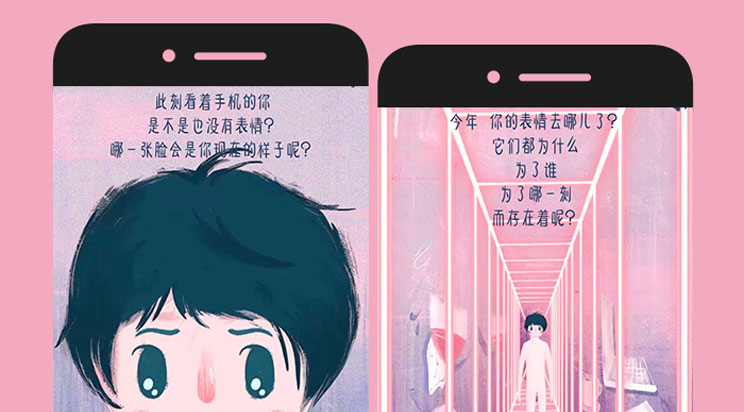 此刻看着手机的你
是不是也没有表情?
哪一张脸会是你现在的样子呢?
今年 你的表情去哪儿了?
它们都为什么
为了谁
为了哪一刻
而存在着呢?